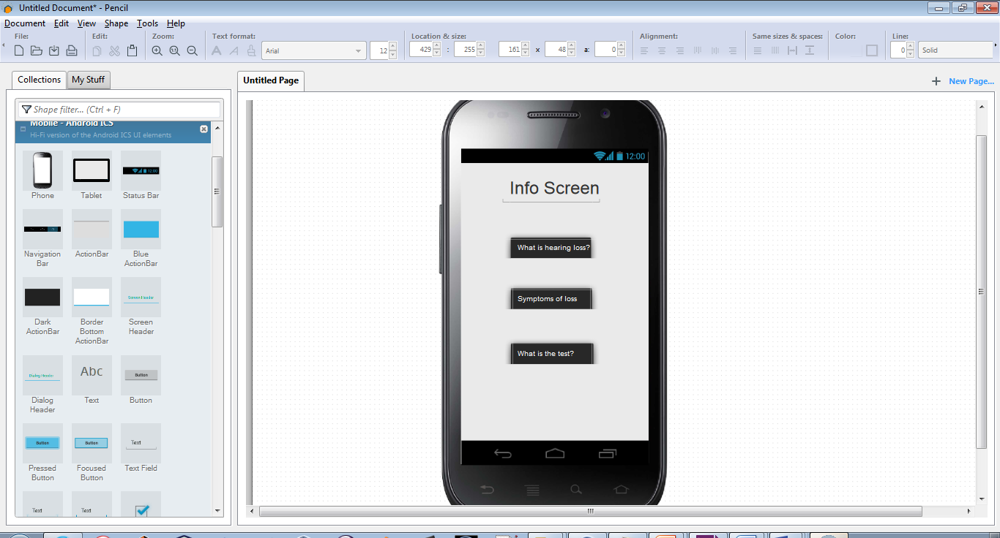 Untitled Document* - Pencil
Document Edit View Shape Tools Help
File: Edit: Zoom: Text format: Location & size: Alignment: Same sizes & spaces: Color: Line:
Arial 12 429 : 255 161 x 48 a: 0 0 Solid
Collections My Stuff
Untitled Page
New Page...
Shape filter... (Ctrl + F)
Mobile - Android ICS
Hi-Fi version of the Android ICS UI elements
12:00
Phone Tablet Status Bar
Navigation Bar ActionBar Blue ActionBar
Screen Header
Dark ActionBar Border Bottom ActionBar Screen Header
Dialog Header Abc Button
Dialog Header Text Button
Button Button Text
Pressed Button Focused Button Text Field
Text Text
12:00
Info Screen
What is hearing loss?
Symptoms of loss
What is the test?